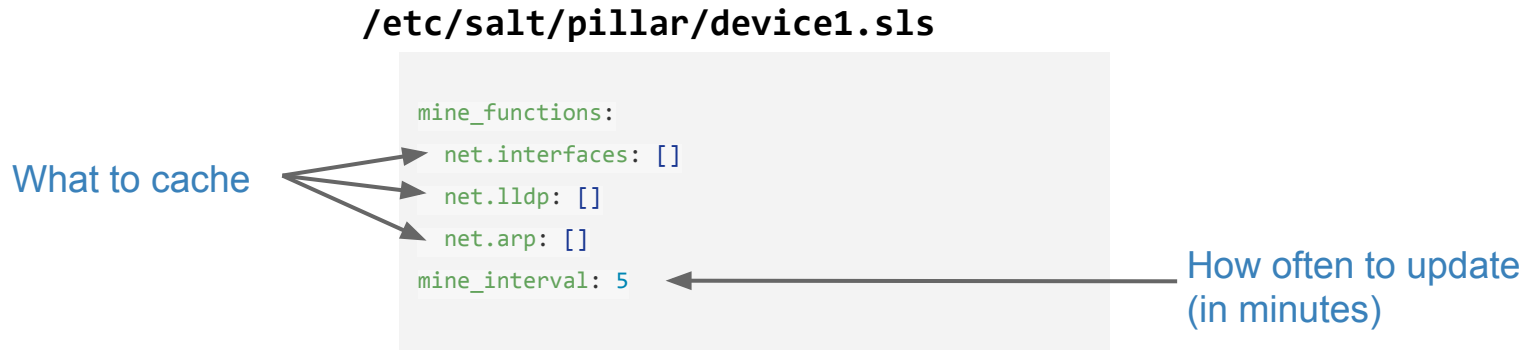 /etc/salt/pillar/device1.sls
mine_functions:
  net.interfaces: []
What to cache
  net.lldp: []
  net.arp: []
mine_interval: 5
How often to update
(in minutes)